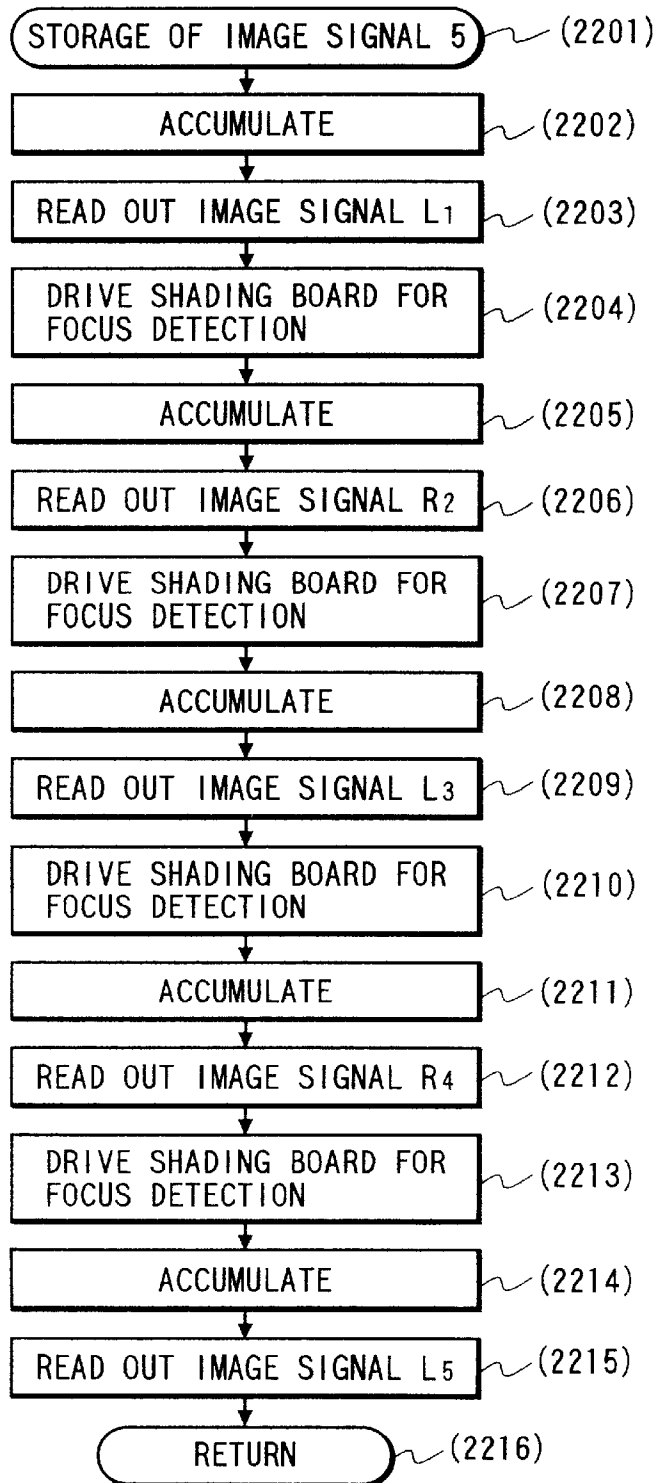 STORAGE OF IMAGE SIGNAL 5 (2201)
ACCUMULATE (2202)
READ OUT IMAGE SIGNAL L1 (2203)
DRIVE SHADING BOARD FOR
FOCUS DETECTION (2204)
ACCUMULATE (2205)
READ OUT IMAGE SIGNAL R2 (2206)
DRIVE SHADING BOARD FOR
FOCUS DETECTION (2207)
ACCUMULATE (2208)
READ OUT IMAGE SIGNAL L3 (2209)
DRIVE SHADING BOARD FOR
FOCUS DETECTION (2210)
ACCUMULATE (2211)
READ OUT IMAGE SIGNAL R4 (2212)
DRIVE SHADING BOARD FOR
FOCUS DETECTION (2213)
ACCUMULATE (2214)
READ OUT IMAGE SIGNAL L5 (2215)
RETURN (2216)